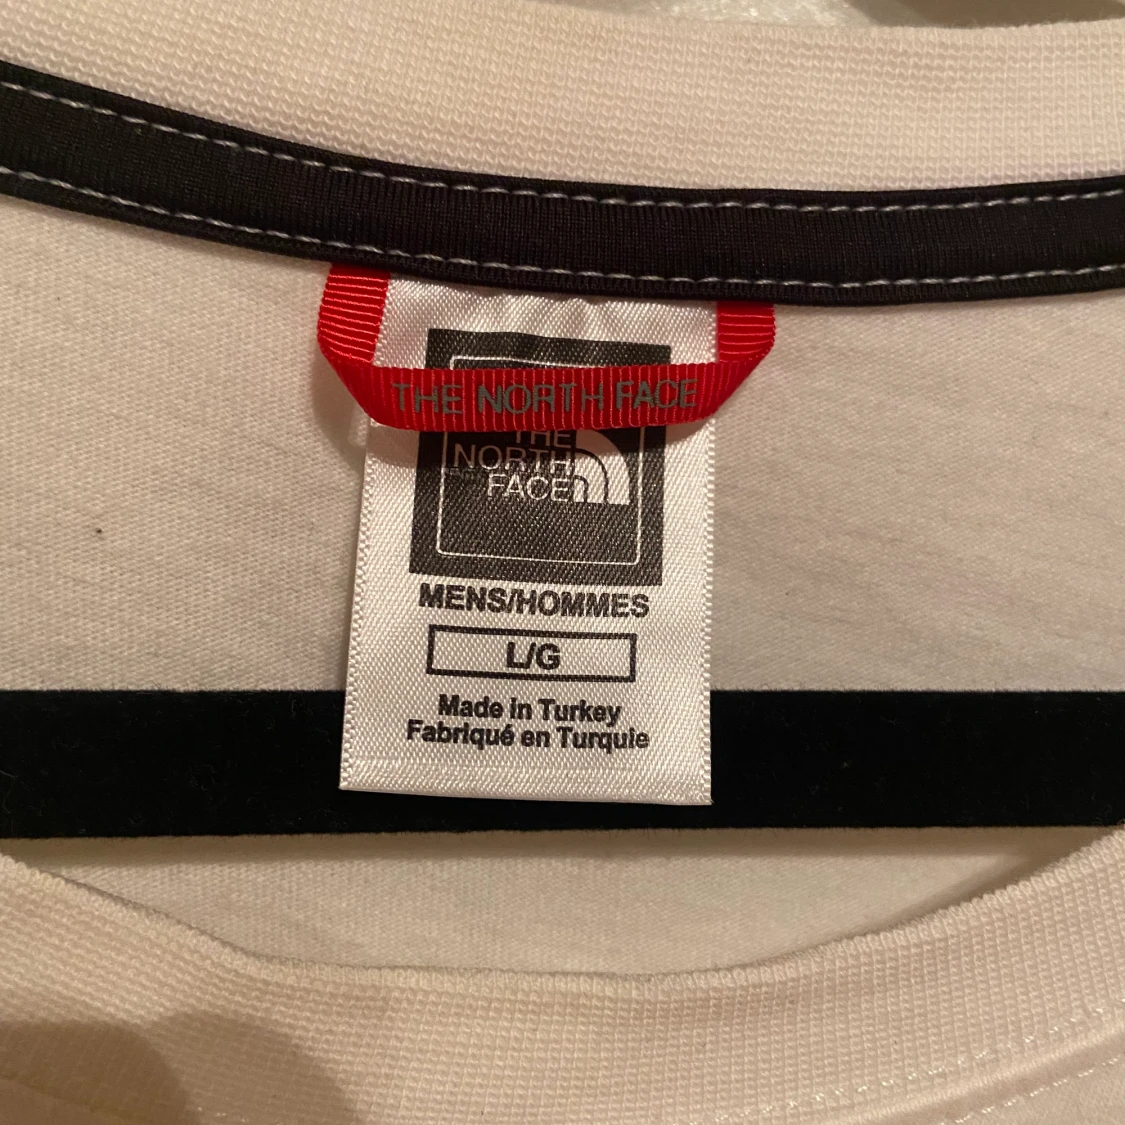 THE NORTH FACE
THE
NORTH
FACE
MENS/HOMMES
L/G
Made in Turkey
Fabriqué en Turquie